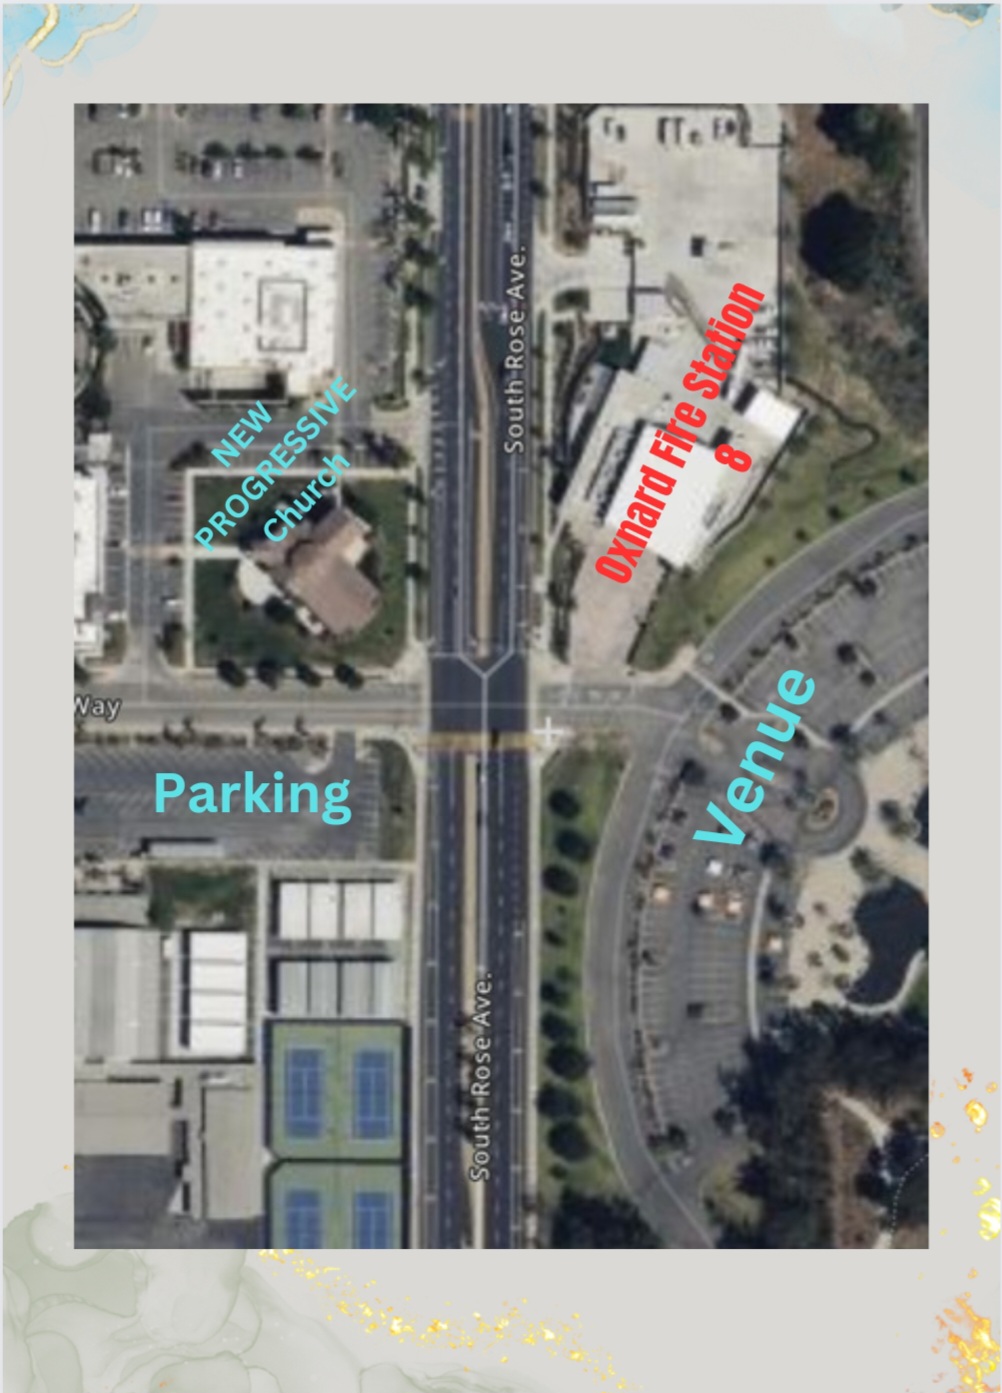 South Rose Ave.
Oxnard Fire Station
8
NEW
PROGRESSIVE
Church
Way
Venue
Parking
South Rose Ave.